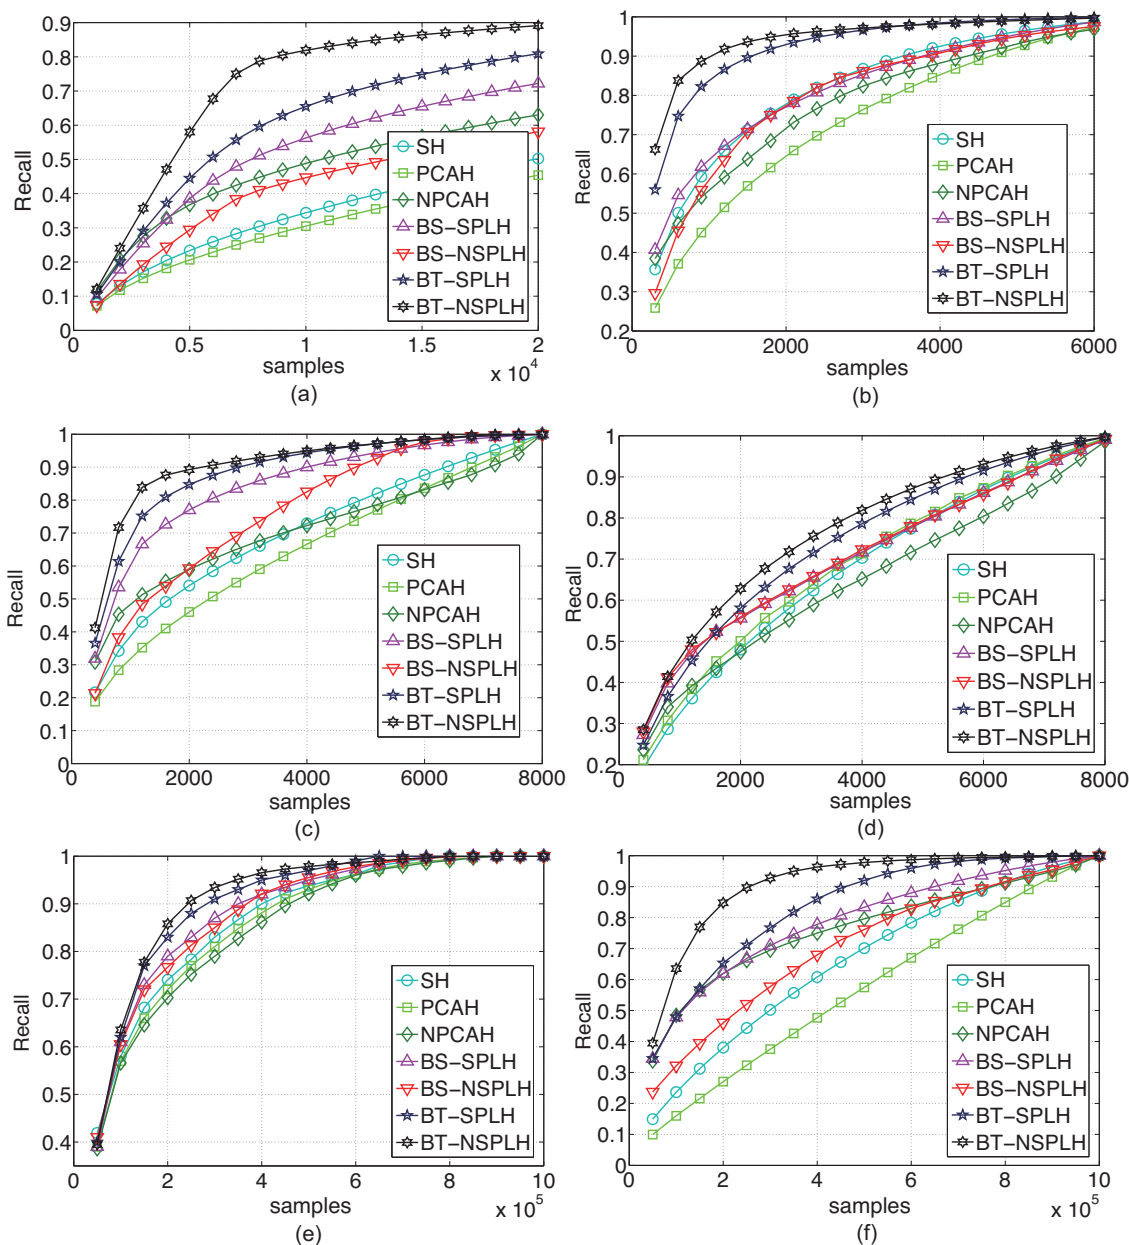 0.9
0.8
0.7
0.6
0.5
0.4
0.3
0.2
0.1
0
Recall
SH
PCAH
NPCAH
BS-SPLH
BS-NSPLH
BT-SPLH
BT-NSPLH
0 0.5 1 1.5 2
samples
x 10^4
(a)
1
0.9
0.8
0.7
0.6
0.5
0.4
0.3
0.2
Recall
SH
PCAH
NPCAH
BS-SPLH
BS-NSPLH
BT-SPLH
BT-NSPLH
0 2000 4000 6000
samples
(b)
1
0.9
0.8
0.7
0.6
0.5
0.4
0.3
0.2
0.1
0
Recall
SH
PCAH
NPCAH
BS-SPLH
BS-NSPLH
BT-SPLH
BT-NSPLH
2000 4000 6000 8000
samples
(c)
1
0.9
0.8
0.7
0.6
0.5
0.4
0.3
0.2
Recall
SH
PCAH
NPCAH
BS-SPLH
BS-NSPLH
BT-SPLH
BT-NSPLH
0 2000 4000 6000 8000
samples
(d)
1
0.9
0.8
0.7
0.6
0.5
0.4
Recall
SH
PCAH
NPCAH
BS-SPLH
BS-NSPLH
BT-SPLH
BT-NSPLH
0 2 4 6 8 10
samples
x 10^5
(e)
1
0.9
0.8
0.7
0.6
0.5
0.4
0.3
0.2
0.1
0
Recall
SH
PCAH
NPCAH
BS-SPLH
BS-NSPLH
BT-SPLH
BT-NSPLH
2 4 6 8 10
samples
x 10^5
(f)